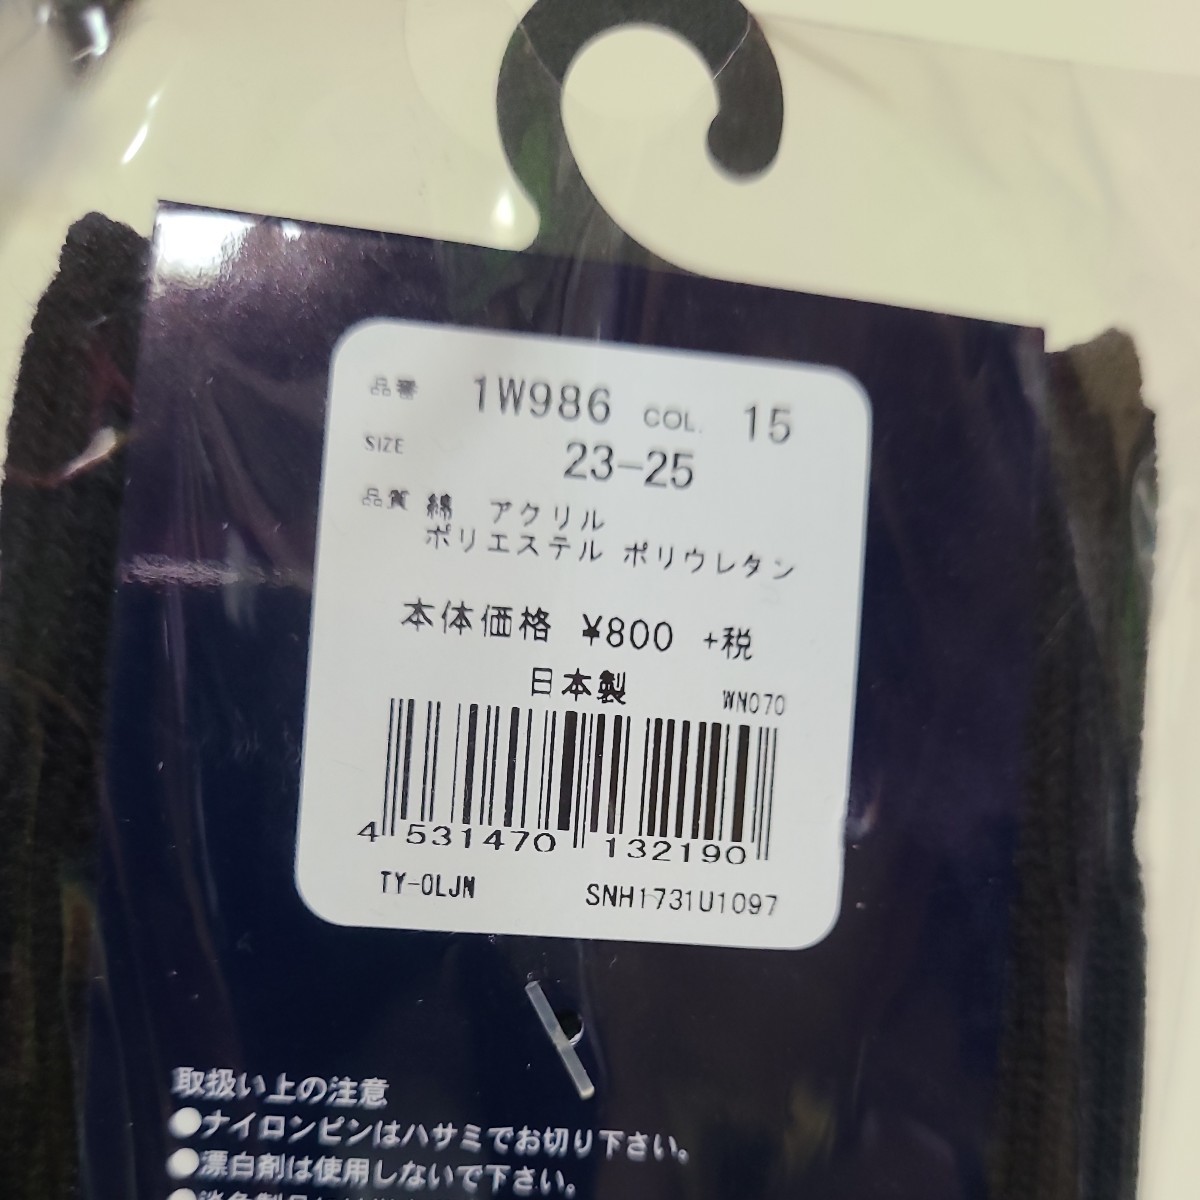 品番 1W986 COL. 15
SIZE 23-25
品質 綿 アクリル
ポリエステル ポリウレタン
本体価格 ¥800 +税
日本製 WN070
4 531470 132190
TY-0LJN SNH1731U1097
取扱い上の注意
●ナイロンピンはハサミでお切り下さい。
●漂白剤は使用しないで下さい。